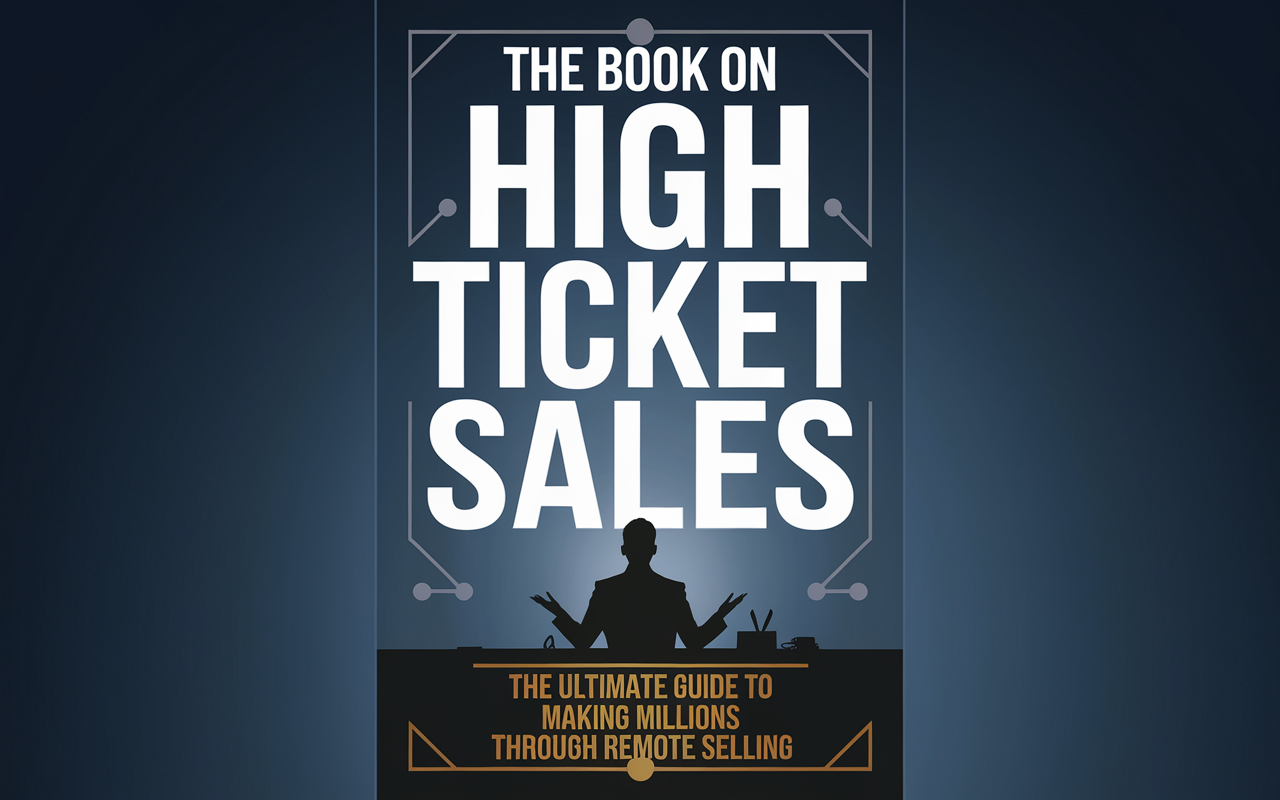 THE BOOK ON
HIGH
TICKET
SALES
THE ULTIMATE GUIDE TO
MAKING MILLIONS
THROUGH REMOTE SELLING